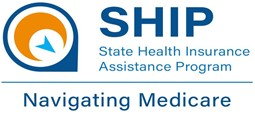 SHIP
State Health Insurance
Assistance Program
Navigating Medicare